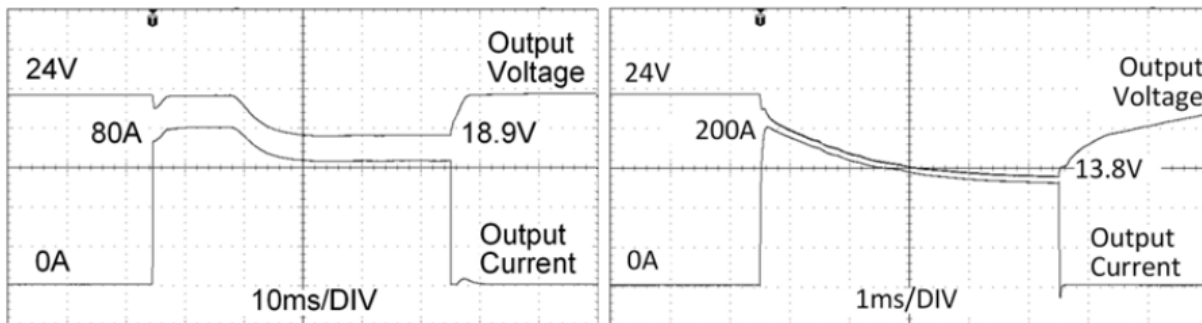 Output
Voltage
24V
80A
18.9V
0A
Output
Current
10ms/DIV
24V
Output
Voltage
200A
13.8V
0A
Output
Current
1ms/DIV